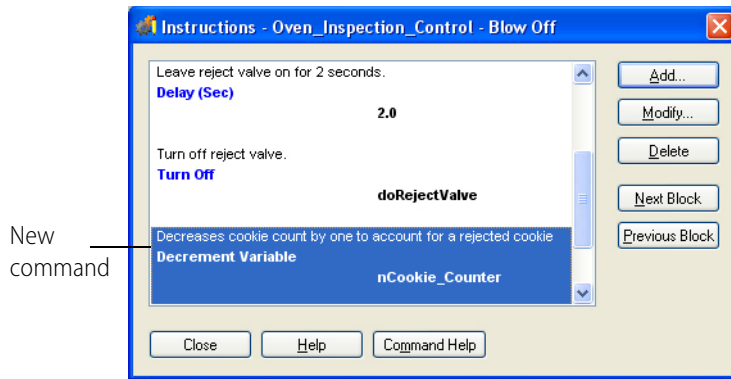 Instructions - Oven_Inspection_Control - Blow Off
Leave reject valve on for 2 seconds.
Delay (Sec)
2.0
Turn off reject valve.
Turn Off
doRejectValve
Decreases cookie count by one to account for a rejected cookie
Decrement Variable
nCookie_Counter
Add...
Modify...
Delete
Next Block
Previous Block
New
command
Close
Help
Command Help